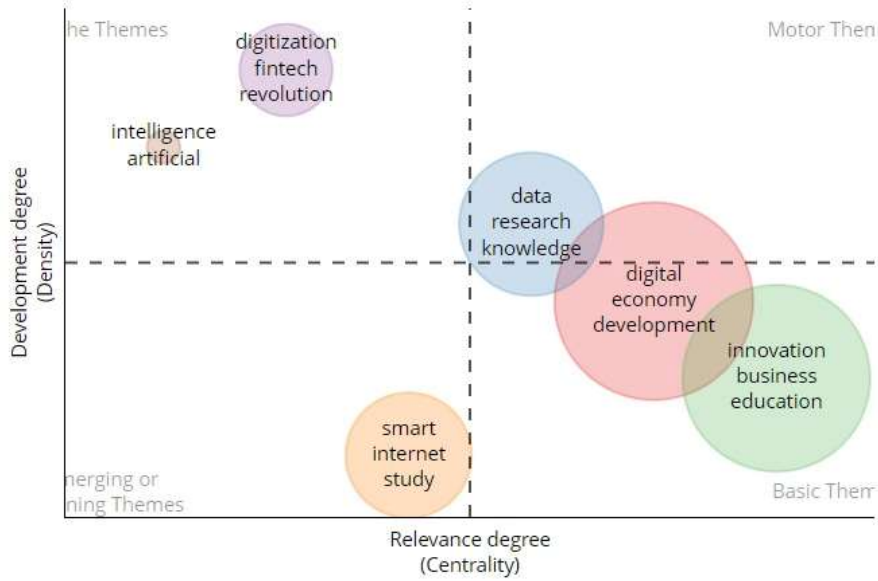 he Themes
Motor Them
digitization
fintech
revolution
intelligence
artificial
data
research
knowledge
digital
economy
development
innovation
business
education
smart
internet
study
nerging or
ning Themes
Basic Them
Development degree
(Density)
Relevance degree
(Centrality)